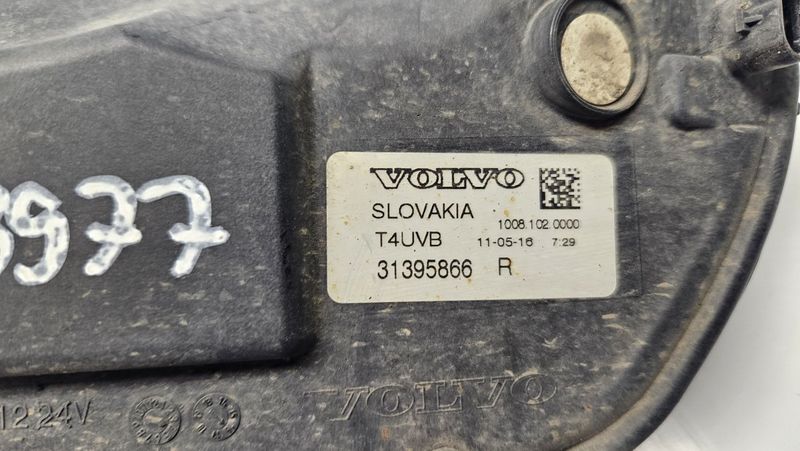 VOLVO
SLOVAKIA
1008.102.0000
T4UVB 11-05-16 7:29
31395866 R
977
12 24V
VOLVO